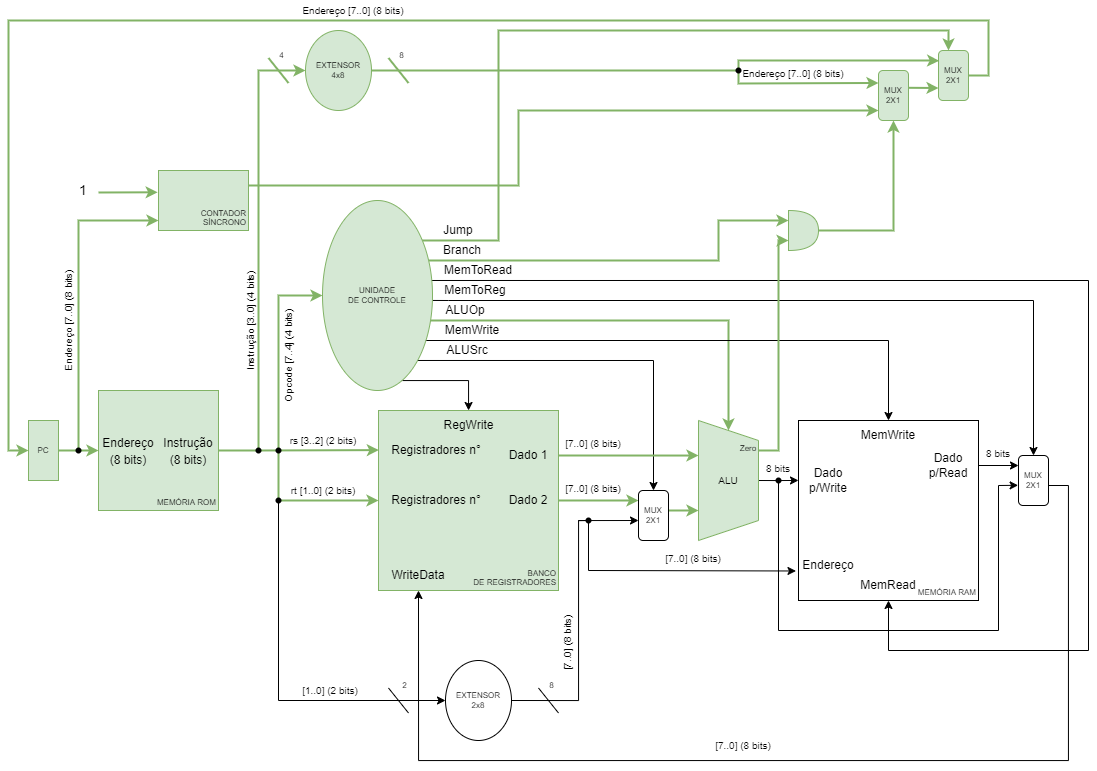 Endereço [7..0] (8 bits)
4
EXTENSOR
4x8
8
Endereço [7..0] (8 bits)
MUX
2X1
MUX
2X1
1
CONTADOR
SÍNCRONO
Endereço [7..0] (8 bits)
Instrução [3..0] (4 bits)
Opcode [7..4] (4 bits)
UNIDADE
DE CONTROLE
Jump
Branch
MemToRead
MemToReg
ALUOp
MemWrite
ALUSrc
PC
Endereço
(8 bits)
Instrução
(8 bits)
MEMÓRIA ROM
rs [3..2] (2 bits)
rt [1..0] (2 bits)
RegWrite
Registradores n°
Dado 1
Registradores n°
Dado 2
WriteData
BANCO
DE REGISTRADORES
[7..0] (8 bits)
[7..0] (8 bits)
MUX
2X1
Zero
ALU
8 bits
MemWrite
Dado
p/Write
Dado
p/Read
Endereço
MemRead
MEMÓRIA RAM
8 bits
MUX
2X1
[7..0] (8 bits)
[7..0] (8 bits)
[1..0] (2 bits)
2
EXTENSOR
2x8
8
[7..0] (8 bits)